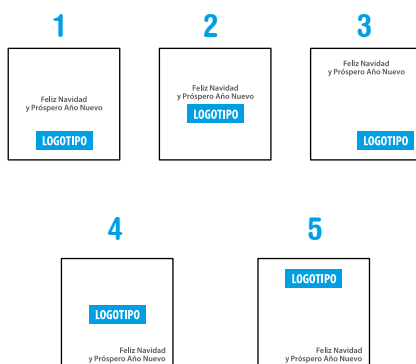 1
Feliz Navidad
y Próspero Año Nuevo
LOGOTIPO
2
Feliz Navidad
y Próspero Año Nuevo
LOGOTIPO
3
Feliz Navidad
y Próspero Año Nuevo
LOGOTIPO
4
LOGOTIPO
Feliz Navidad
y Próspero Año Nuevo
5
LOGOTIPO
Feliz Navidad
y Próspero Año Nuevo